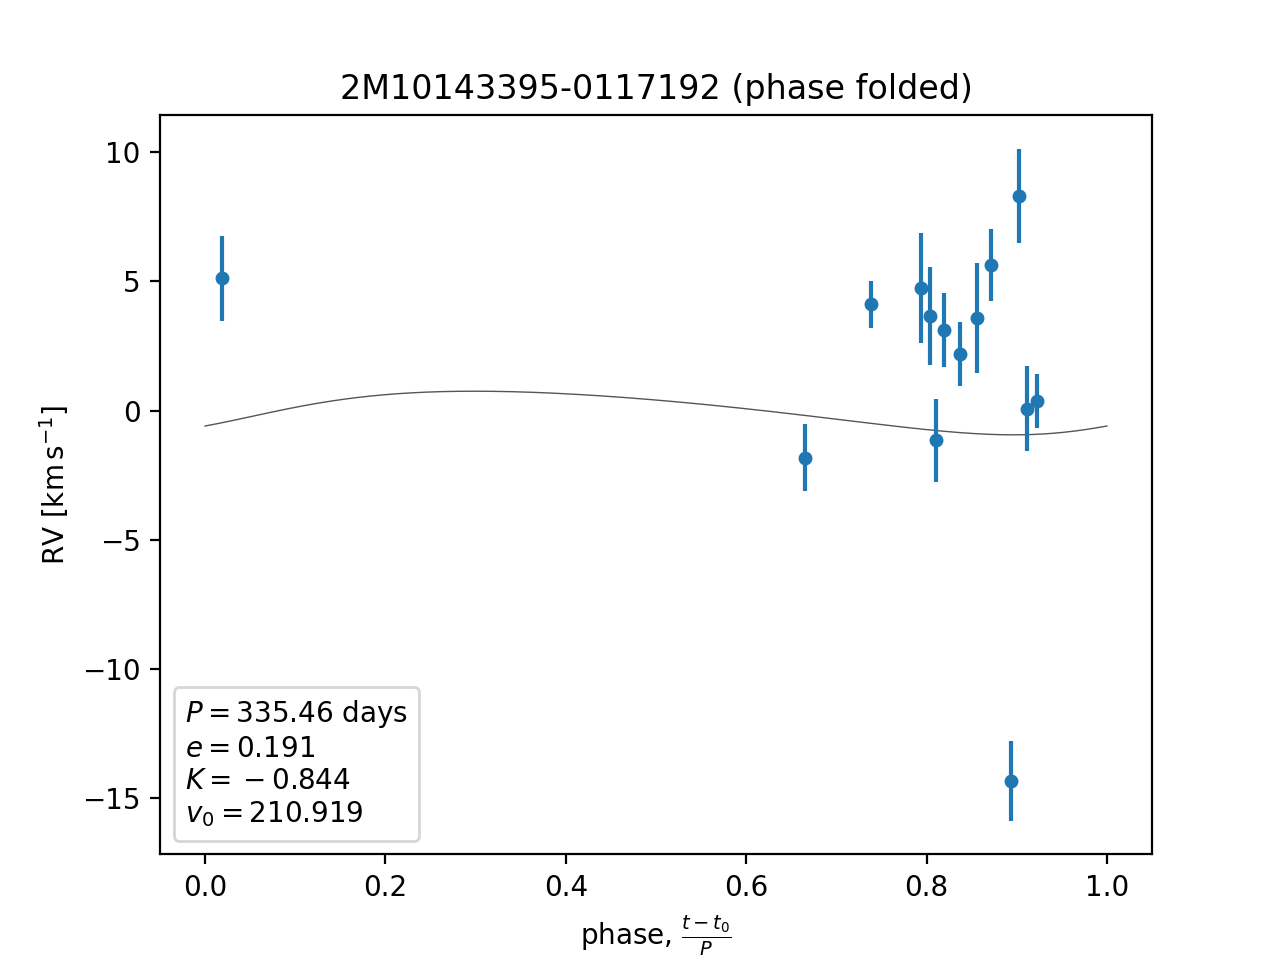 2M10143395-0117192 (phase folded)
10
5
0
−5
−10
−15
RV [km s⁻¹]
P = 335.46 days
e = 0.191
K = −0.844
v₀ = 210.919
0.0 0.2 0.4 0.6 0.8 1.0
phase, (t − t₀)/P